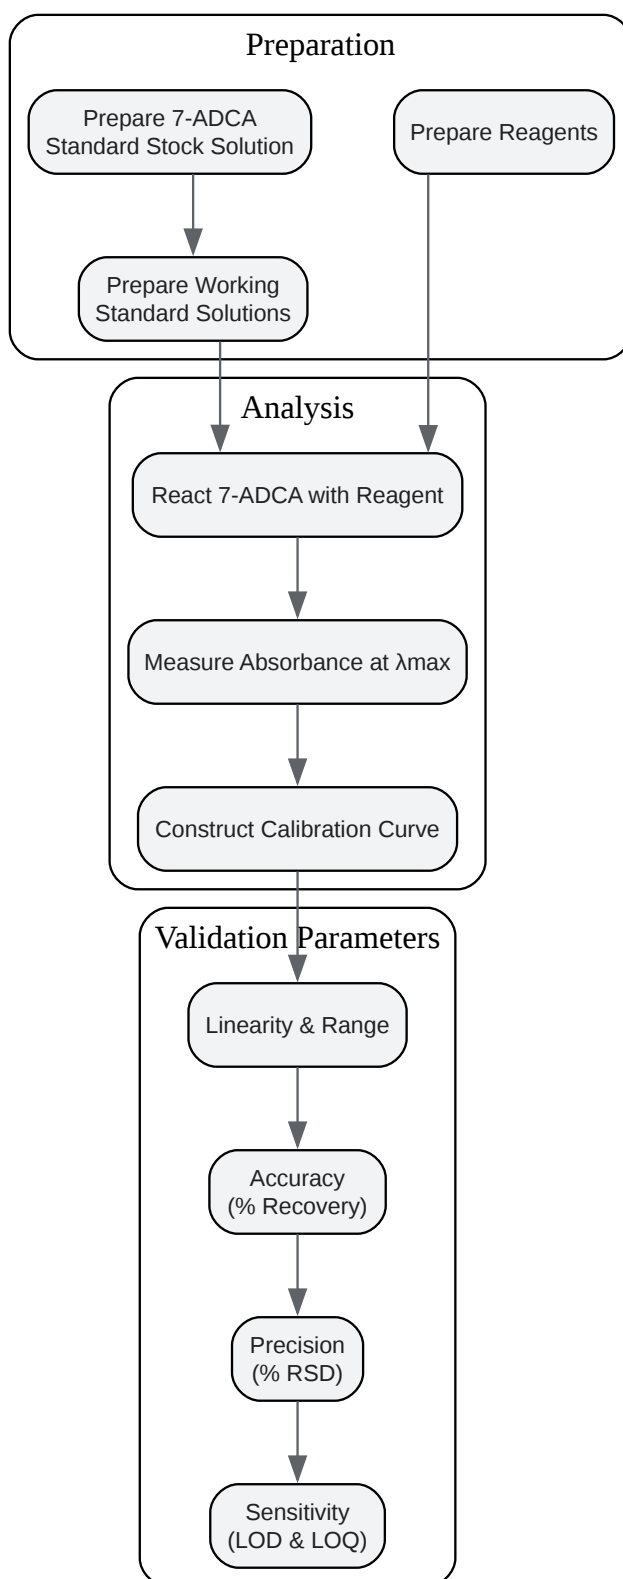 Preparation
Prepare 7-ADCA
Standard Stock Solution
Prepare Reagents
Prepare Working
Standard Solutions
Analysis
React 7-ADCA with Reagent
Measure Absorbance at λmax
Construct Calibration Curve
Validation Parameters
Linearity & Range
Accuracy
(% Recovery)
Precision
(% RSD)
Sensitivity
(LOD & LOQ)